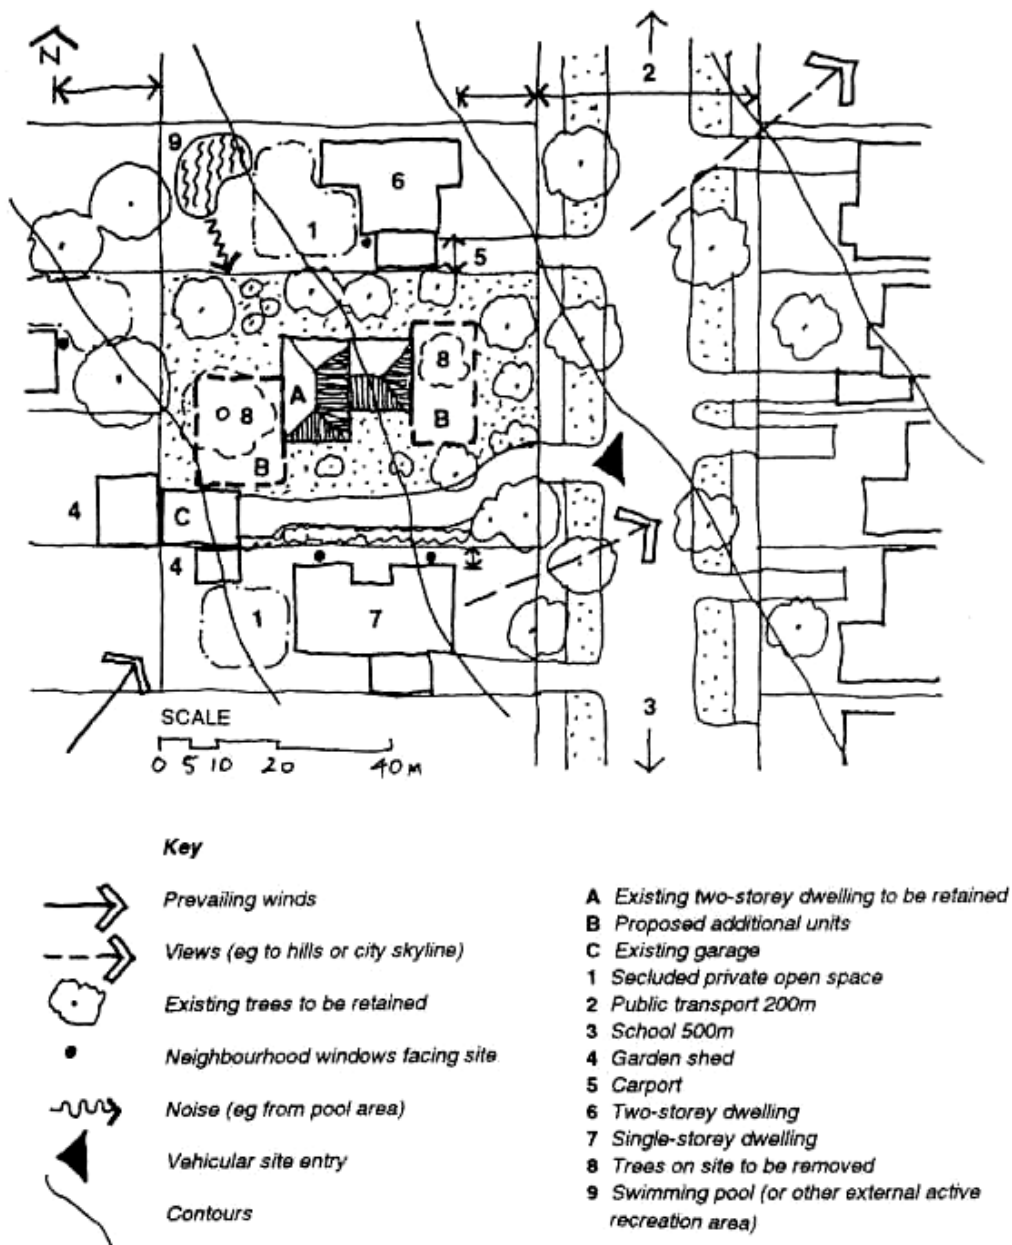 N
2
9
6
1
5
8
A
8
B
B
4
C
4
1
7
3
SCALE
0 5 10 20 40 M
Key
Prevailing winds
Views (eg to hills or city skyline)
Existing trees to be retained
Neighbourhood windows facing site
Noise (eg from pool area)
Vehicular site entry
Contours
A Existing two-storey dwelling to be retained
B Proposed additional units
C Existing garage
1 Secluded private open space
2 Public transport 200m
3 School 500m
4 Garden shed
5 Carport
6 Two-storey dwelling
7 Single-storey dwelling
8 Trees on site to be removed
9 Swimming pool (or other external active
recreation area)